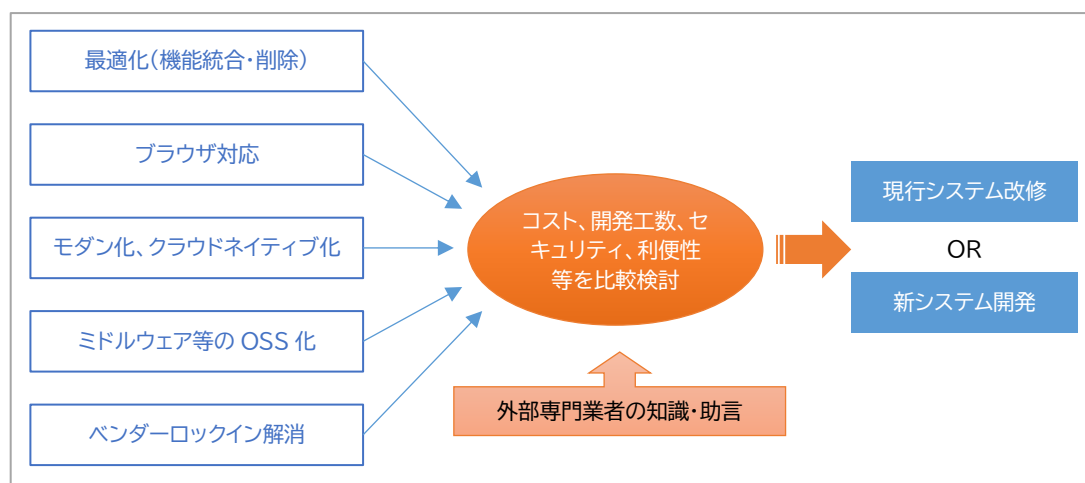 最適化(機能統合・削除)
ブラウザ対応
モダン化、クラウドネイティブ化
ミドルウェア等の OSS 化
ベンダーロックイン解消
コスト、開発工数、セ
キュリティ、利便性
等を比較検討
外部専門業者の知識・助言
現行システム改修
OR
新システム開発